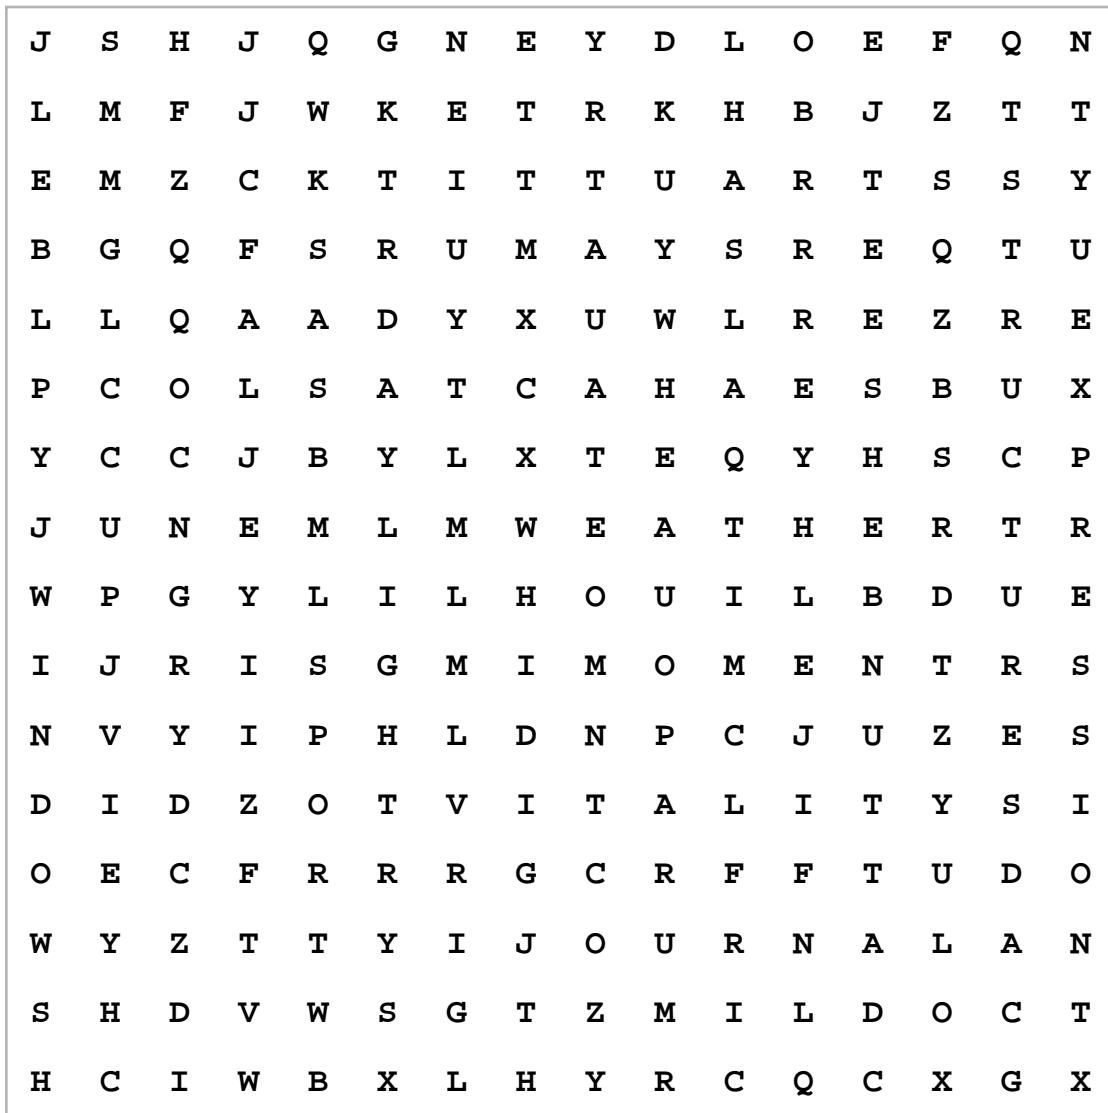 J S H J Q G N E Y D L O E F Q N
L M F J W K E T R K H B J Z T T
E M Z C K T I T T U A R T S S Y
B G Q F S R U M A Y S R E Q T U
L L Q A A D Y X U W L R E Z R E
P C O L S A T C A H A E S B U X
Y C C J B Y L X T E Q Y H S C P
J U N E M L M W E A T H E R T R
W P G Y L I L H O U I L B D U E
I J R I S G M I M O M E N T R S
N V Y I P H L D N P C J U Z E S
D I D Z O T V I T A L I T Y S I
O E C F R R R G C R F F T U D O
W Y Z T T Y I J O U R N A L A N
S H D V W S G T Z M I L D O C T
H C I W B X L H Y R C Q C X G X